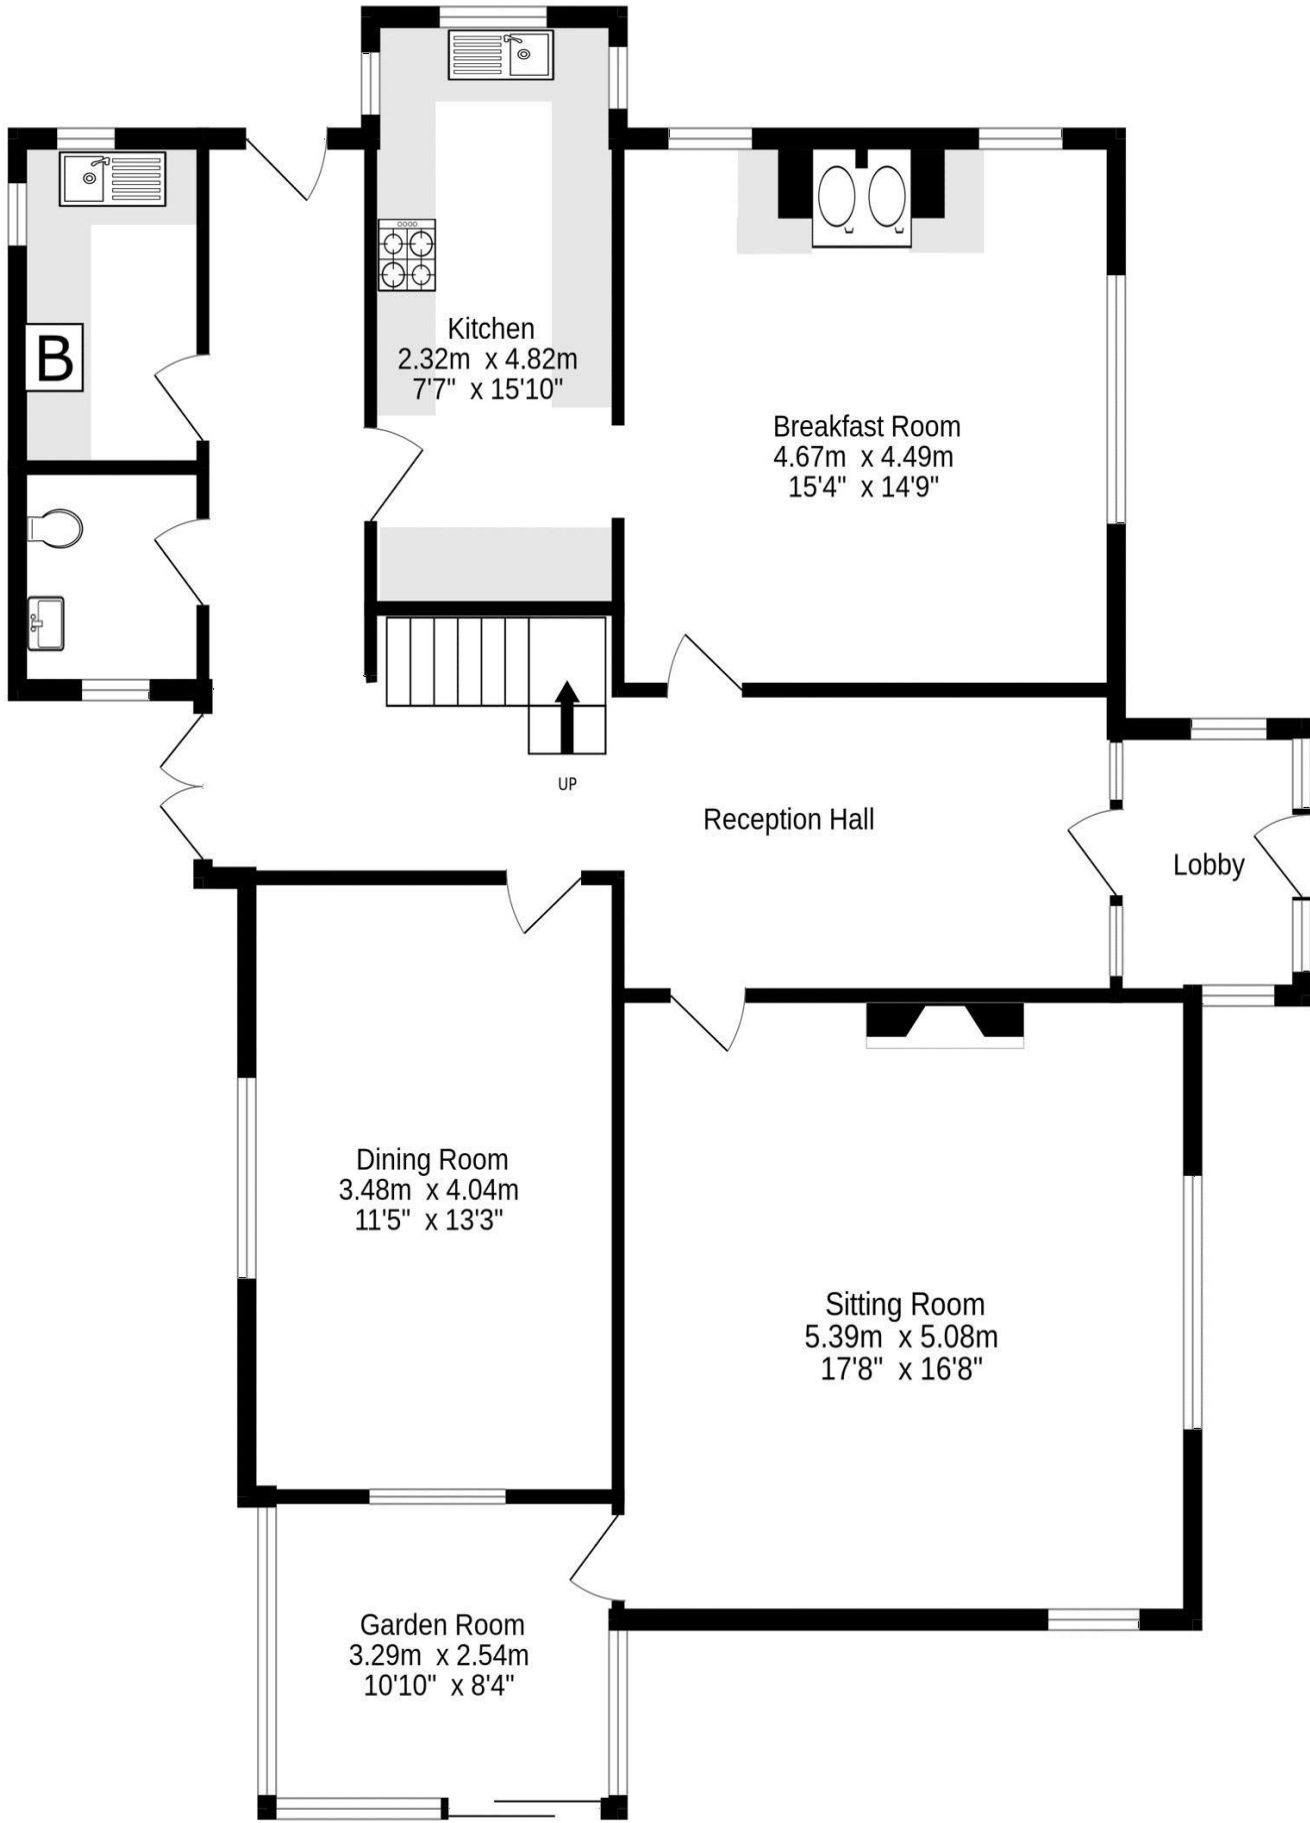 Kitchen
2.32m x 4.82m
7'7" x 15'10"
B
Breakfast Room
4.67m x 4.49m
15'4" x 14'9"
UP
Reception Hall
Lobby
Dining Room
3.48m x 4.04m
11'5" x 13'3"
Sitting Room
5.39m x 5.08m
17'8" x 16'8"
Garden Room
3.29m x 2.54m
10'10" x 8'4"